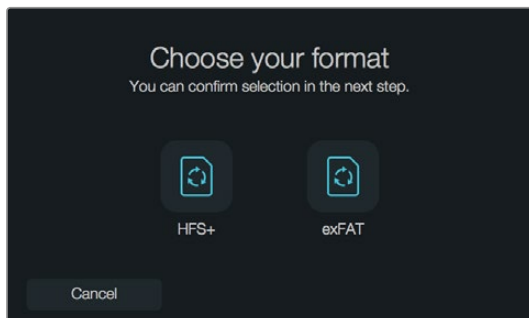 Choose your format
You can confirm selection in the next step.
HFS+
exFAT
Cancel